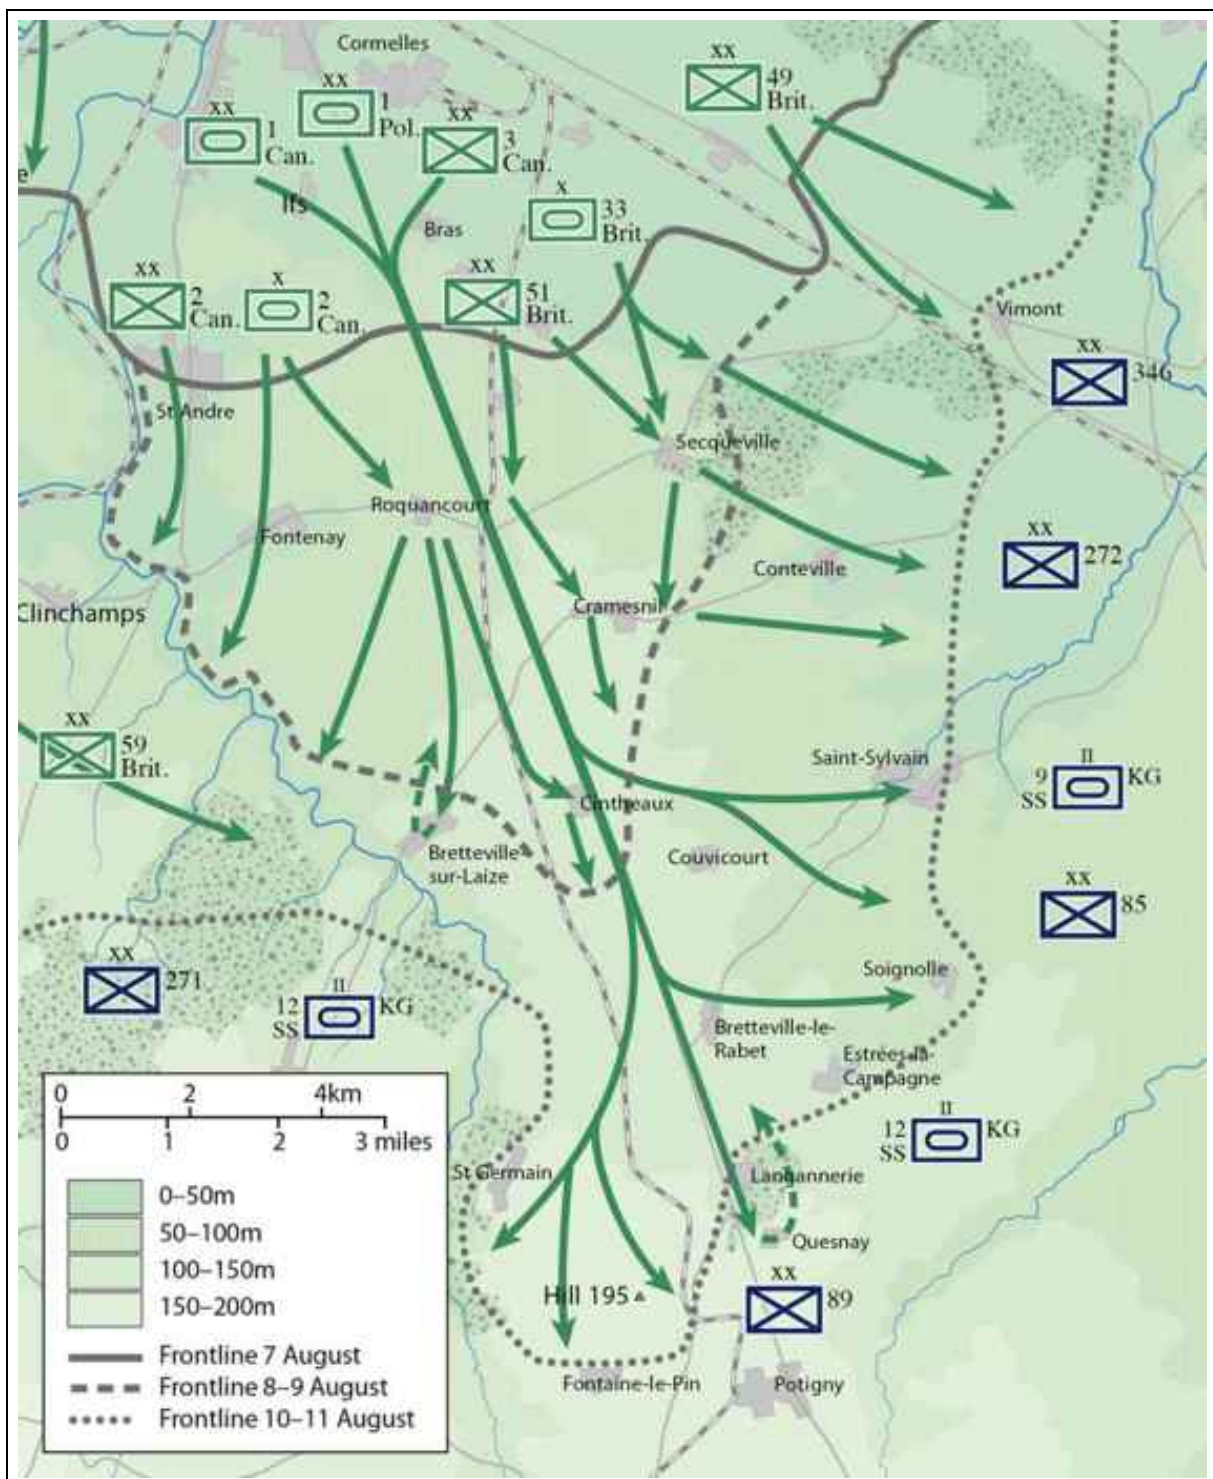 Cormelles
xx
49
Brit.
xx
1
Pol.
xx
1
Can.
xx
3
Can.
e
Ifs
x
33
Brit.
Bras
xx
2
Can.
x
2
Can.
xx
51
Brit.
Vimont
xx
346
St Andre
Secqueville
Roquancourt
Fontenay
xx
272
Conteville
Clinchamps
Cramesnil
xx
59
Brit.
Saint-Sylvain
II
9
SS
KG
Cintheaux
Bretteville-
sur-Laize
Couvicourt
xx
85
xx
271
Soignolle
II
12
SS
KG
Bretteville-le-
Rabet
Estrées-la-
Campagne
II
12
SS
KG
St Germain
Langannerie
Quesnay
Hill 195
xx
89
Fontaine-le-Pin
Potigny
0 2 4km
0 1 2 3 miles
0–50m
50–100m
100–150m
150–200m
Frontline 7 August
Frontline 8–9 August
Frontline 10–11 August